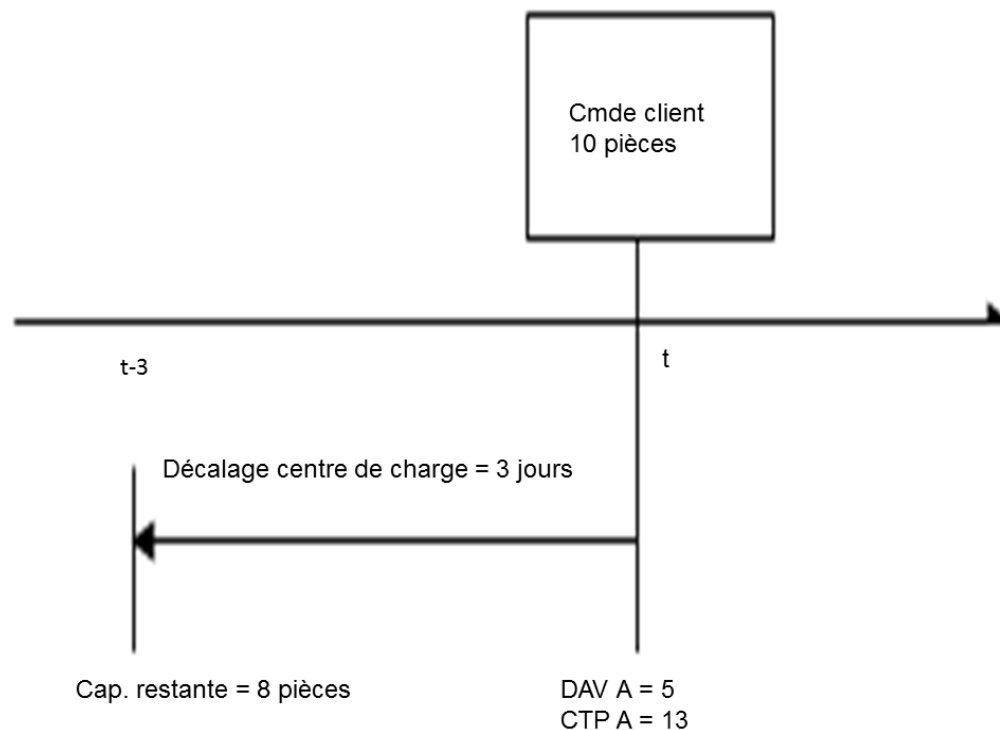 Cmde client
10 pièces
t-3
t
Décalage centre de charge = 3 jours
Cap. restante = 8 pièces
DAV A = 5
CTP A = 13